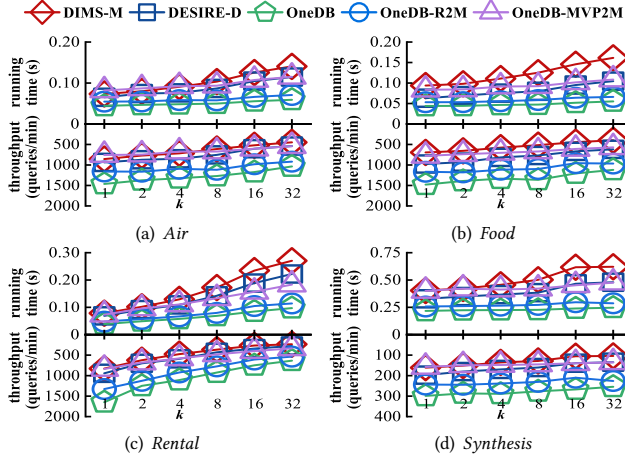 DIMS-M DESIRE-D OneDB OneDB-R2M OneDB-MVP2M
running
time (s)
0.20
0.10
0
throughput
(queries/min)
500
1000
1500
2000
1 2 4 8 16 32
k
(a) Air
running
time (s)
0.20
0.15
0.10
0.05
0
throughput
(queries/min)
500
1000
1500
2000
1 2 4 8 16 32
k
(b) Food
running
time (s)
0.30
0.20
0.10
0
throughput
(queries/min)
500
1000
1500
2000
1 2 4 8 16 32
k
(c) Rental
running
time (s)
0.75
0.50
0.25
0
throughput
(queries/min)
100
200
300
400
1 2 4 8 16 32
k
(d) Synthesis